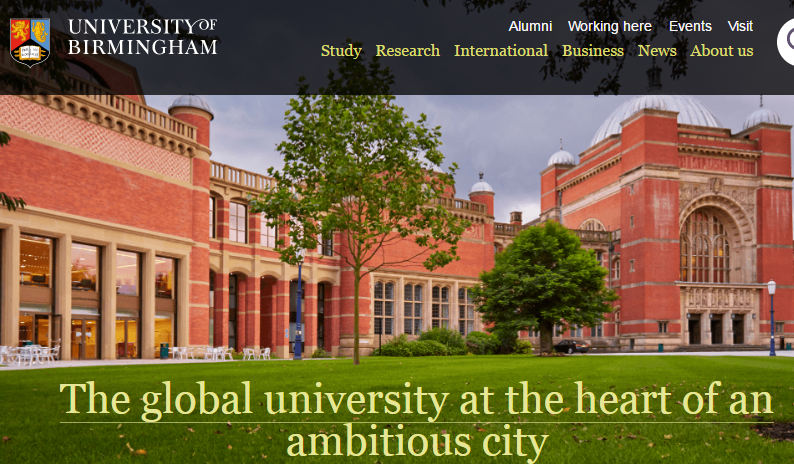 UNIVERSITY OF
BIRMINGHAM
Alumni Working here Events Visit
Study Research International Business News About us
The global university at the heart of an
ambitious city